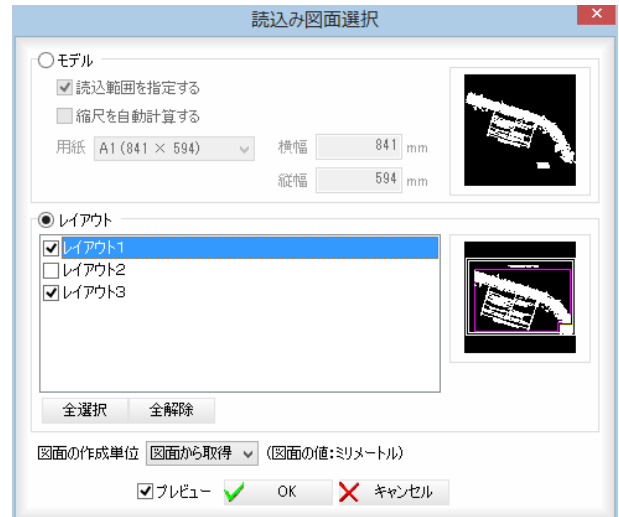 読込み図面選択
モデル
読込範囲を指定する
縮尺を自動計算する
用紙 A1(841 × 594) 横幅 841 mm
縦幅 594 mm
レイアウト
レイアウト1
レイアウト2
レイアウト3
全選択 全解除
図面の作成単位 図面から取得 (図面の値:ミリメートル)
プレビュー OK キャンセル